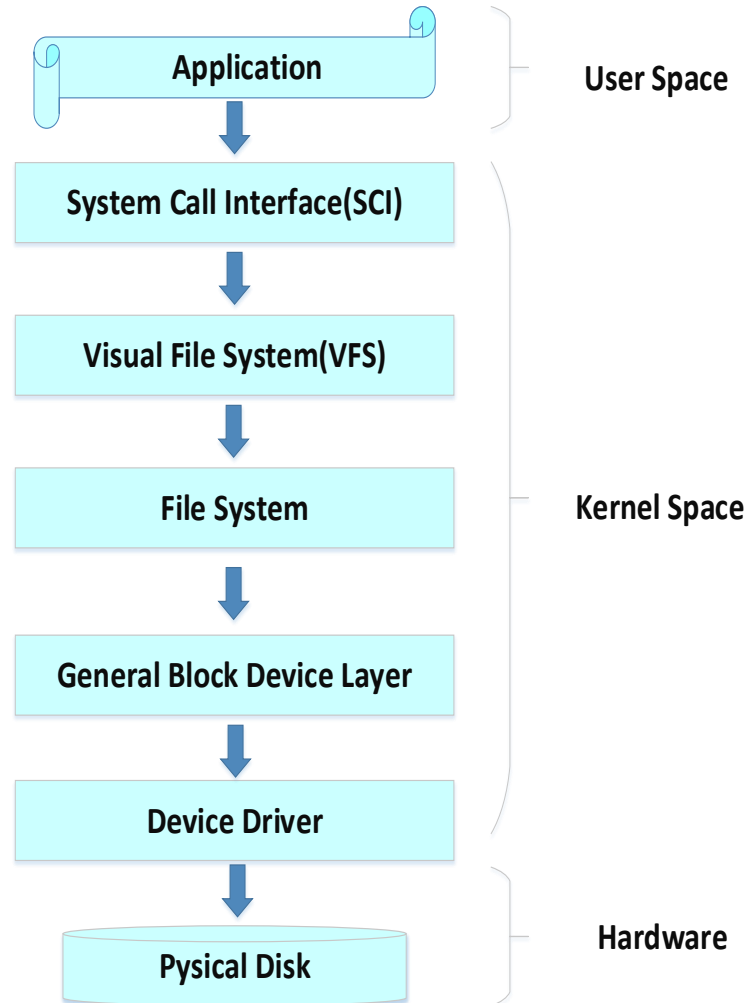 Application
User Space
System Call Interface(SCI)
Visual File System(VFS)
File System
Kernel Space
General Block Device Layer
Device Driver
Hardware
Pysical Disk